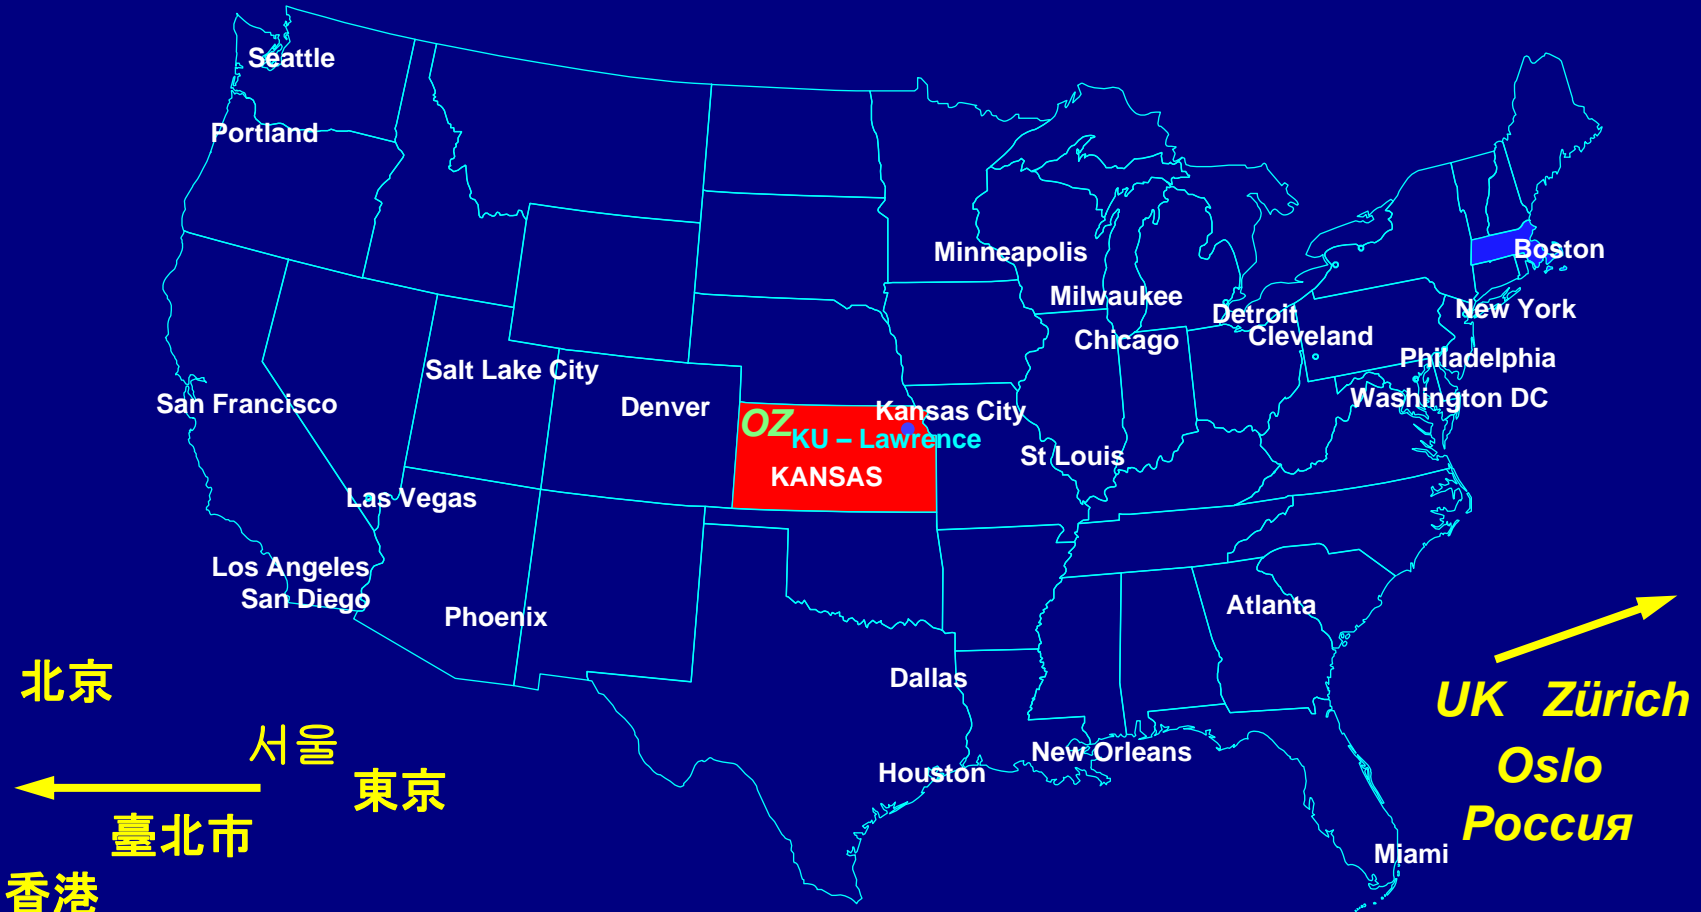 Seattle
Portland
Minneapolis
Boston
Milwaukee
Detroit
New York
Chicago
Cleveland
Philadelphia
Salt Lake City
San Francisco
Denver
Washington DC
OZ
Kansas City
KU – Lawrence
St Louis
KANSAS
Las Vegas
Los Angeles
San Diego
Phoenix
Atlanta
Dallas
New Orleans
Houston
Miami
北京
서울
東京
臺北市
香港
UK Zürich
Oslo
Россия